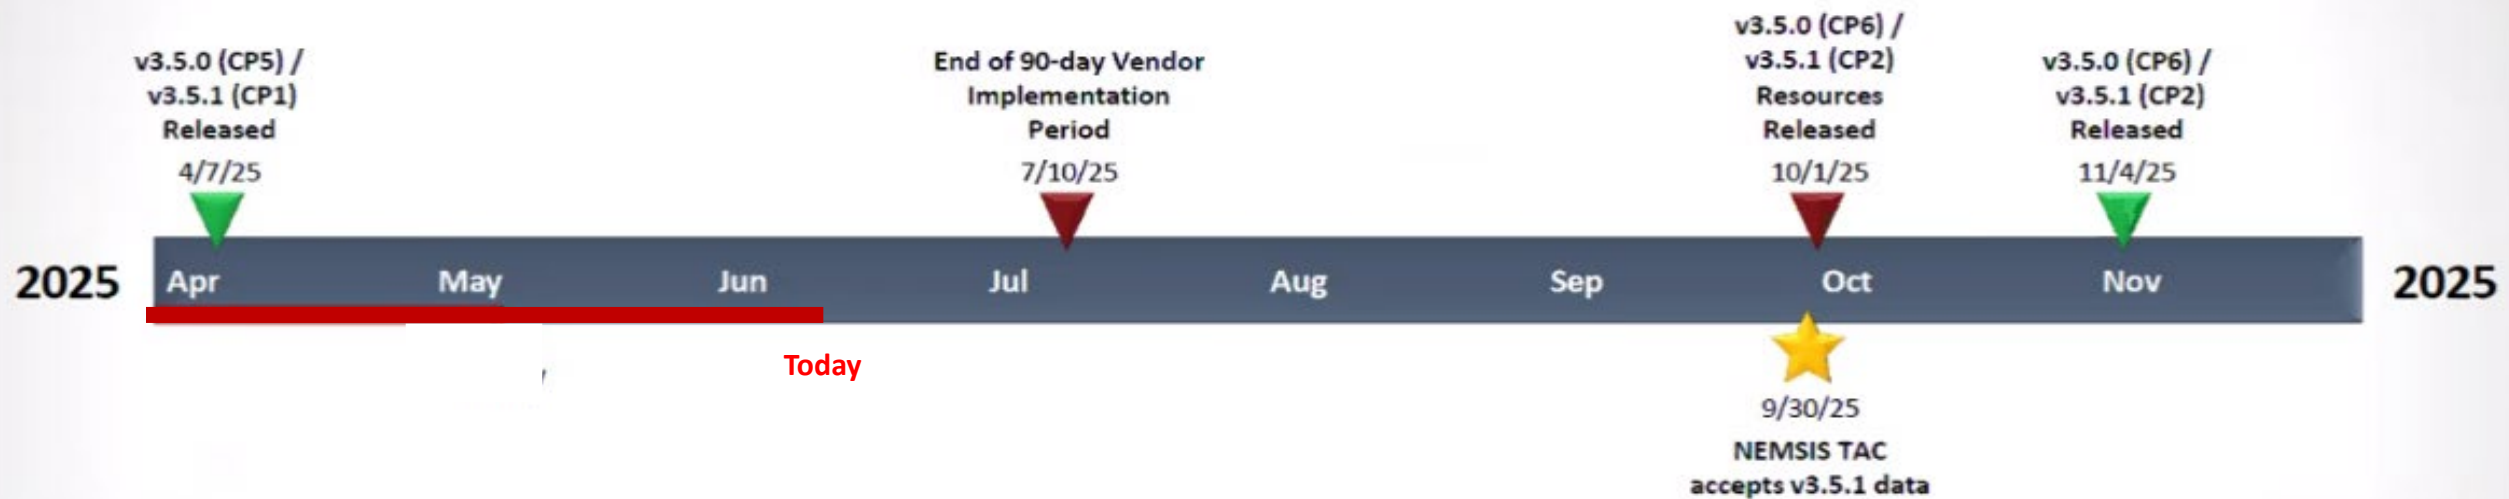 v3.5.0 (CP5) /
v3.5.1 (CP1)
Released
4/7/25
End of 90-day Vendor
Implementation
Period
7/10/25
v3.5.0 (CP6) /
v3.5.1 (CP2)
Resources
Released
10/1/25
v3.5.0 (CP6) /
v3.5.1 (CP2)
Released
11/4/25
2025 Apr May Jun Jul Aug Sep Oct Nov 2025
Today
9/30/25
NEMSIS TAC
accepts v3.5.1 data